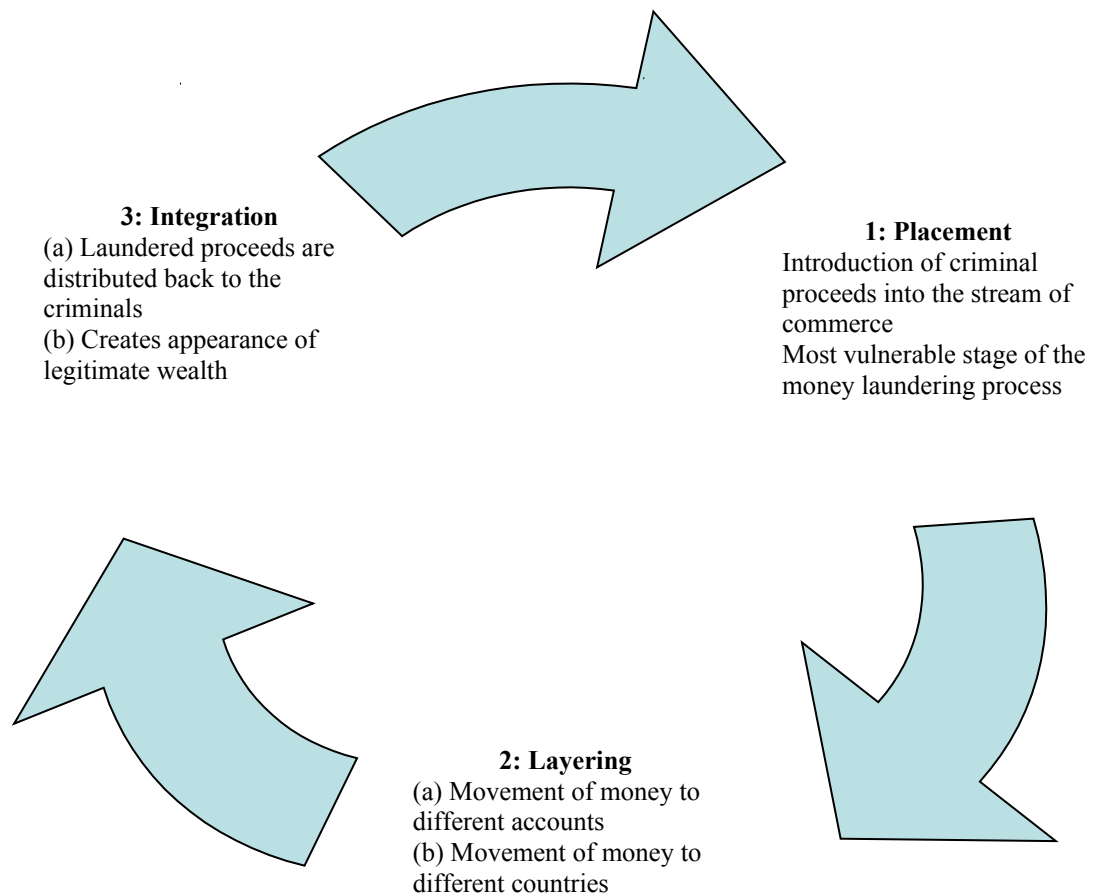 3: Integration
(a) Laundered proceeds are
distributed back to the
criminals
(b) Creates appearance of
legitimate wealth
1: Placement
Introduction of criminal
proceeds into the stream of
commerce
Most vulnerable stage of the
money laundering process
2: Layering
(a) Movement of money to
different accounts
(b) Movement of money to
different countries